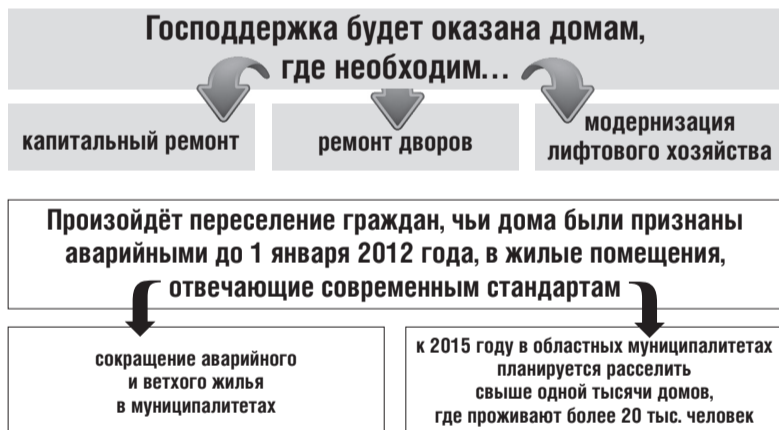 Господдержка будет оказана домам,
где необходим…
капитальный ремонт
ремонт дворов
модернизация
лифтового хозяйства
Произойдёт переселение граждан, чьи дома были признаны
аварийными до 1 января 2012 года, в жилые помещения,
отвечающие современным стандартам
сокращение аварийного
и ветхого жилья
в муниципалитетах
к 2015 году в областных муниципалитетах
планируется расселить
свыше одной тысячи домов,
где проживают более 20 тыс. человек